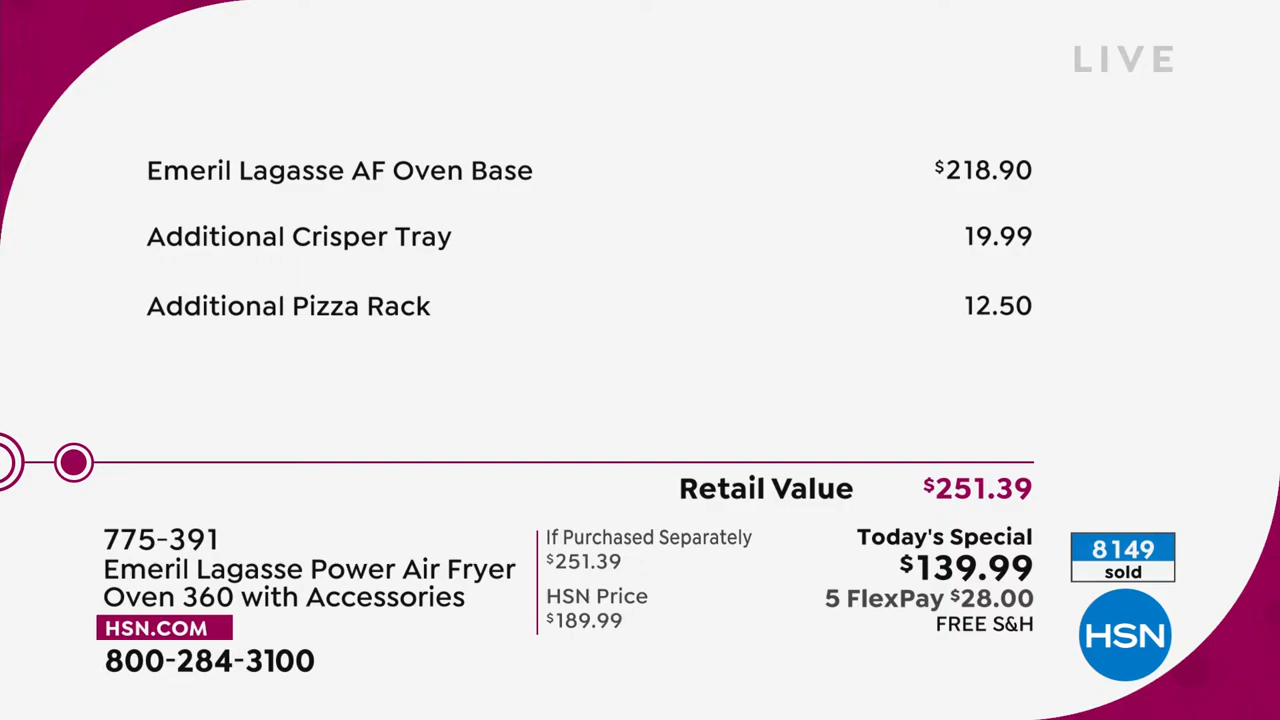 LIVE
Emeril Lagasse AF Oven Base $218.90
Additional Crisper Tray 19.99
Additional Pizza Rack 12.50
Retail Value $251.39
775-391
Emeril Lagasse Power Air Fryer
Oven 360 with Accessories
HSN.COM
800-284-3100
If Purchased Separately
$251.39
HSN Price
$189.99
Today's Special
$139.99
5 FlexPay $28.00
FREE S&H
8149
sold
HSN